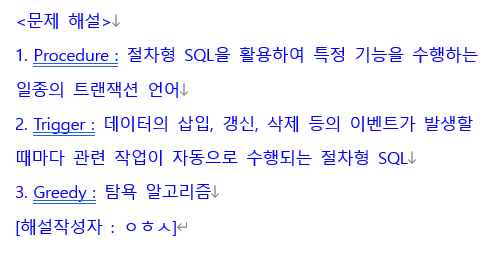 <문제 해설>
1. Procedure : 절차형 SQL을 활용하여 특정 기능을 수행하는
일종의 트랜잭션 언어
2. Trigger : 데이터의 삽입, 갱신, 삭제 등의 이벤트가 발생할
때마다 관련 작업이 자동으로 수행되는 절차형 SQL
3. Greedy : 탐욕 알고리즘
[해설작성자 : ㅇㅎㅅ]